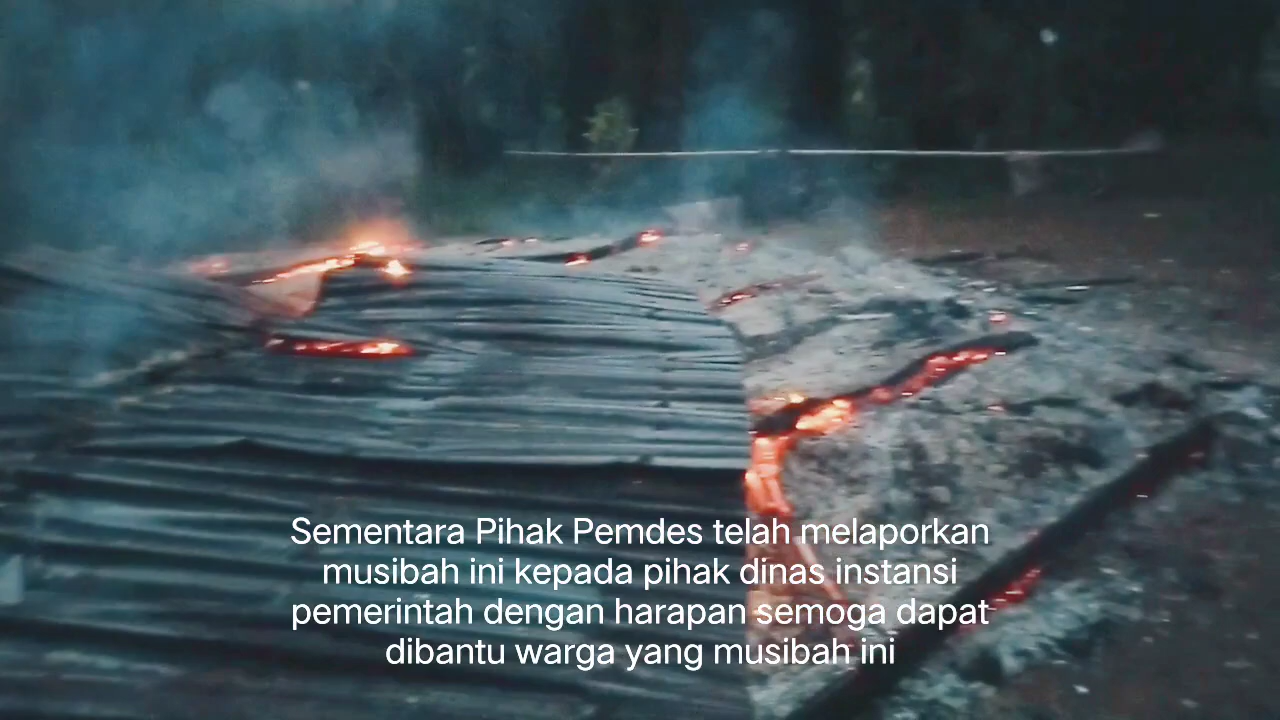 Sementara Pihak Pemdes telah melaporkan
musibah ini kepada pihak dinas instansi
pemerintah dengan harapan semoga dapat
dibantu warga yang musibah ini